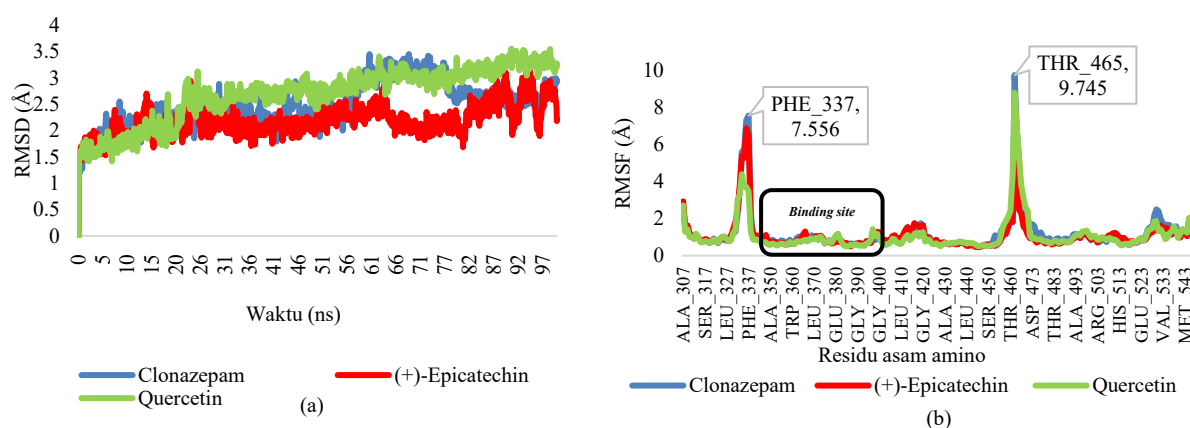 4
3.5
3
2.5
2
1.5
1
0.5
0
RMSD (Å)
0
5
10
15
20
26
31
36
41
46
51
56
61
66
71
77
82
87
92
97
Waktu (ns)
Clonazepam
(+)-Epicatechin
Quercetin
(a)
10
8
6
4
2
0
RMSF (Å)
PHE_337,
7.556
THR_465,
9.745
Binding site
ALA_307
SER_317
LEU_327
PHE_337
ALA_350
TRP_360
LEU_370
GLU_380
GLY_390
GLY_400
LEU_410
GLY_420
ALA_430
LEU_440
SER_450
THR_460
ASP_473
THR_483
ALA_493
ARG_503
HIS_513
GLU_523
VAL_533
MET_543
Residu asam amino
Clonazepam
(+)-Epicatechin
Quercetin
(b)